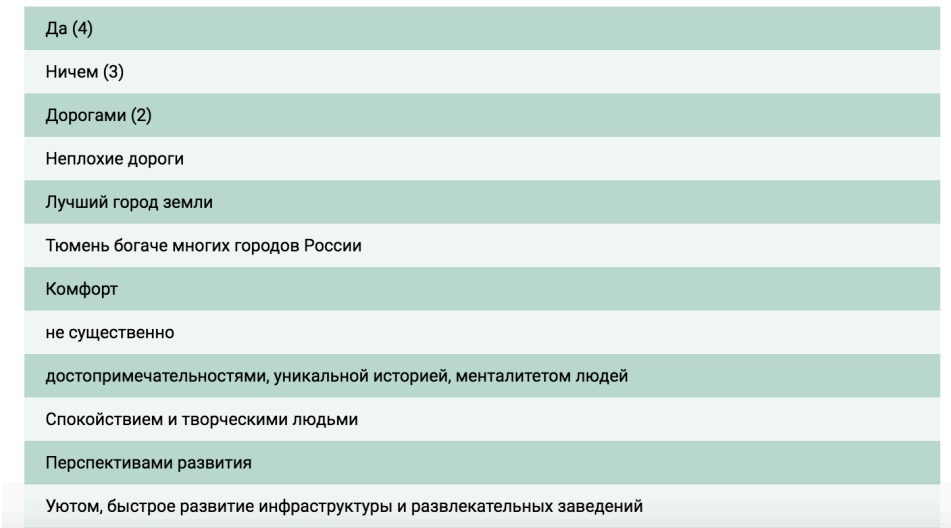 Да (4)
Ничем (3)
Дорогами (2)
Неплохие дороги
Лучший город земли
Тюмень богаче многих городов России
Комфорт
не существенно
достопримечательностями, уникальной историей, менталитетом людей
Спокойствием и творческими людьми
Перспективами развития
Уютом, быстрое развитие инфраструктуры и развлекательных заведений